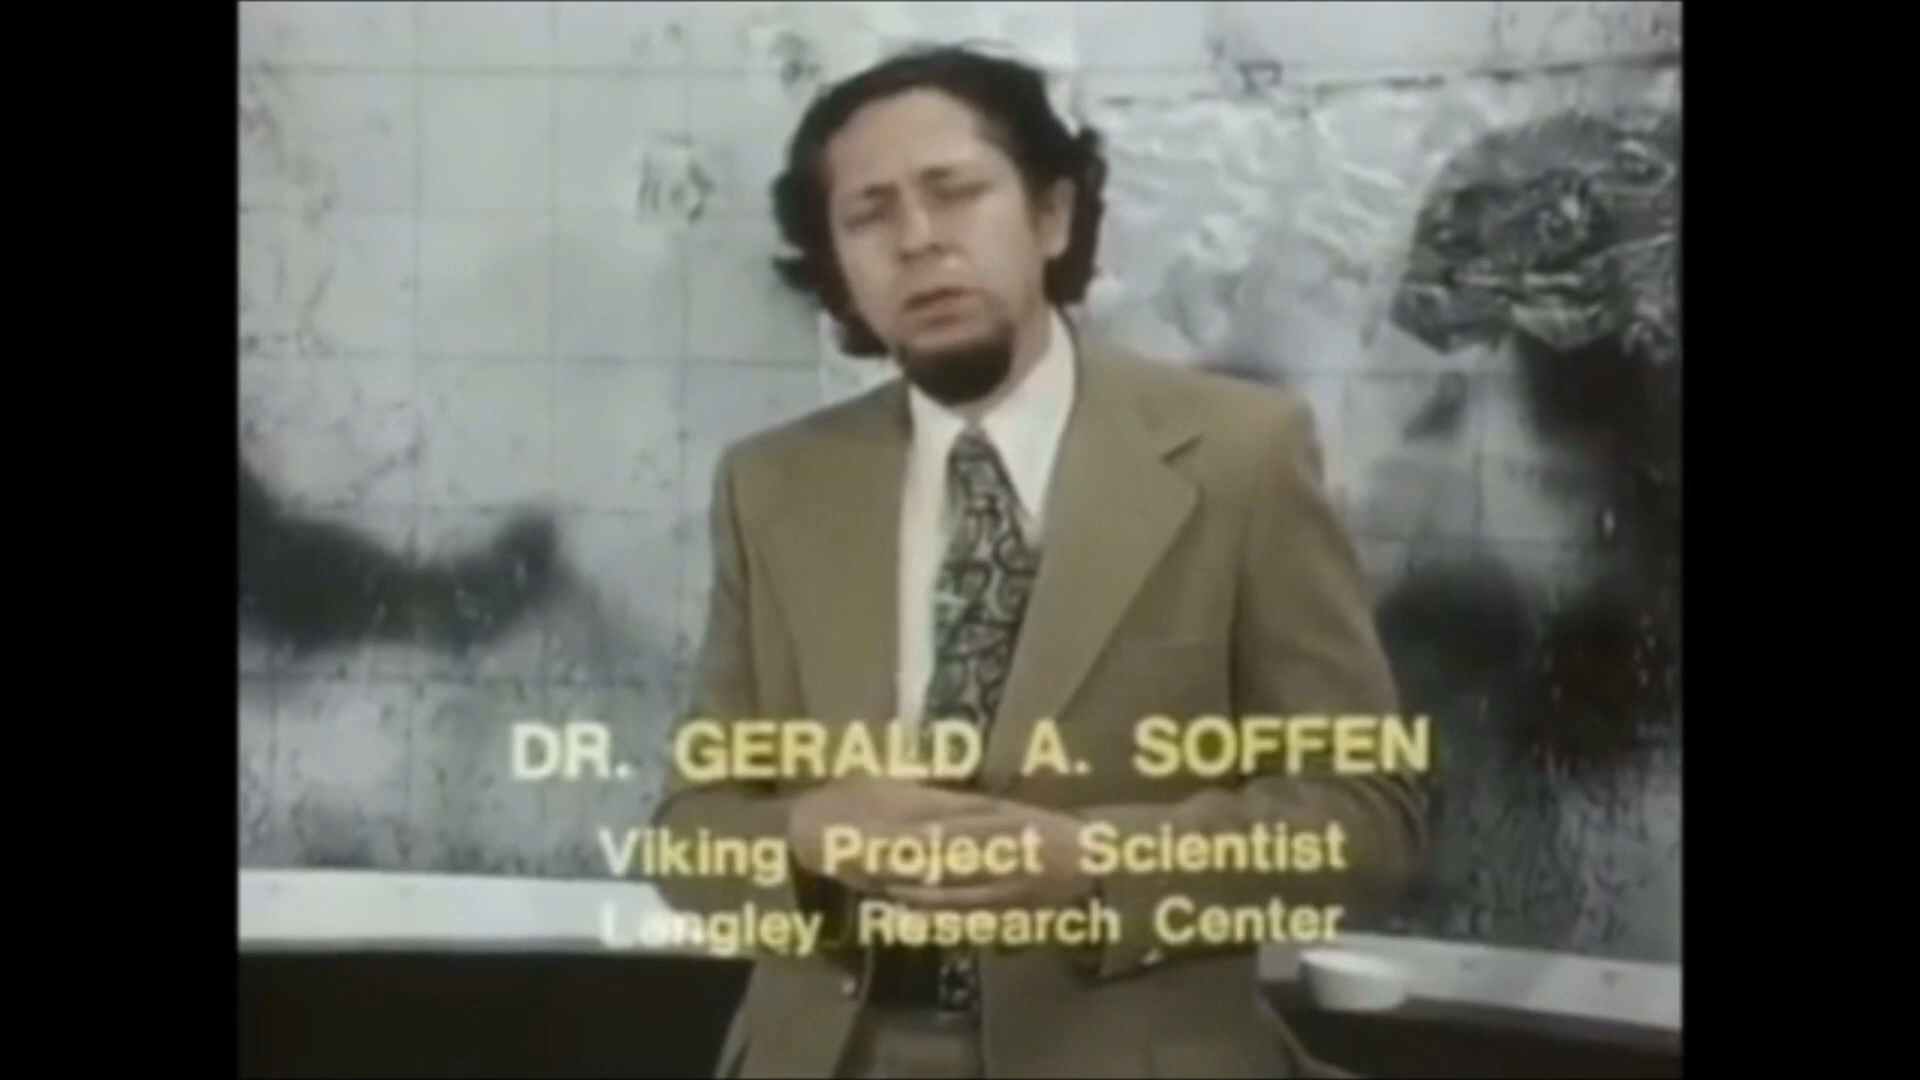 DR. GERALD A. SOFFEN
Viking Project Scientist
Langley Research Center